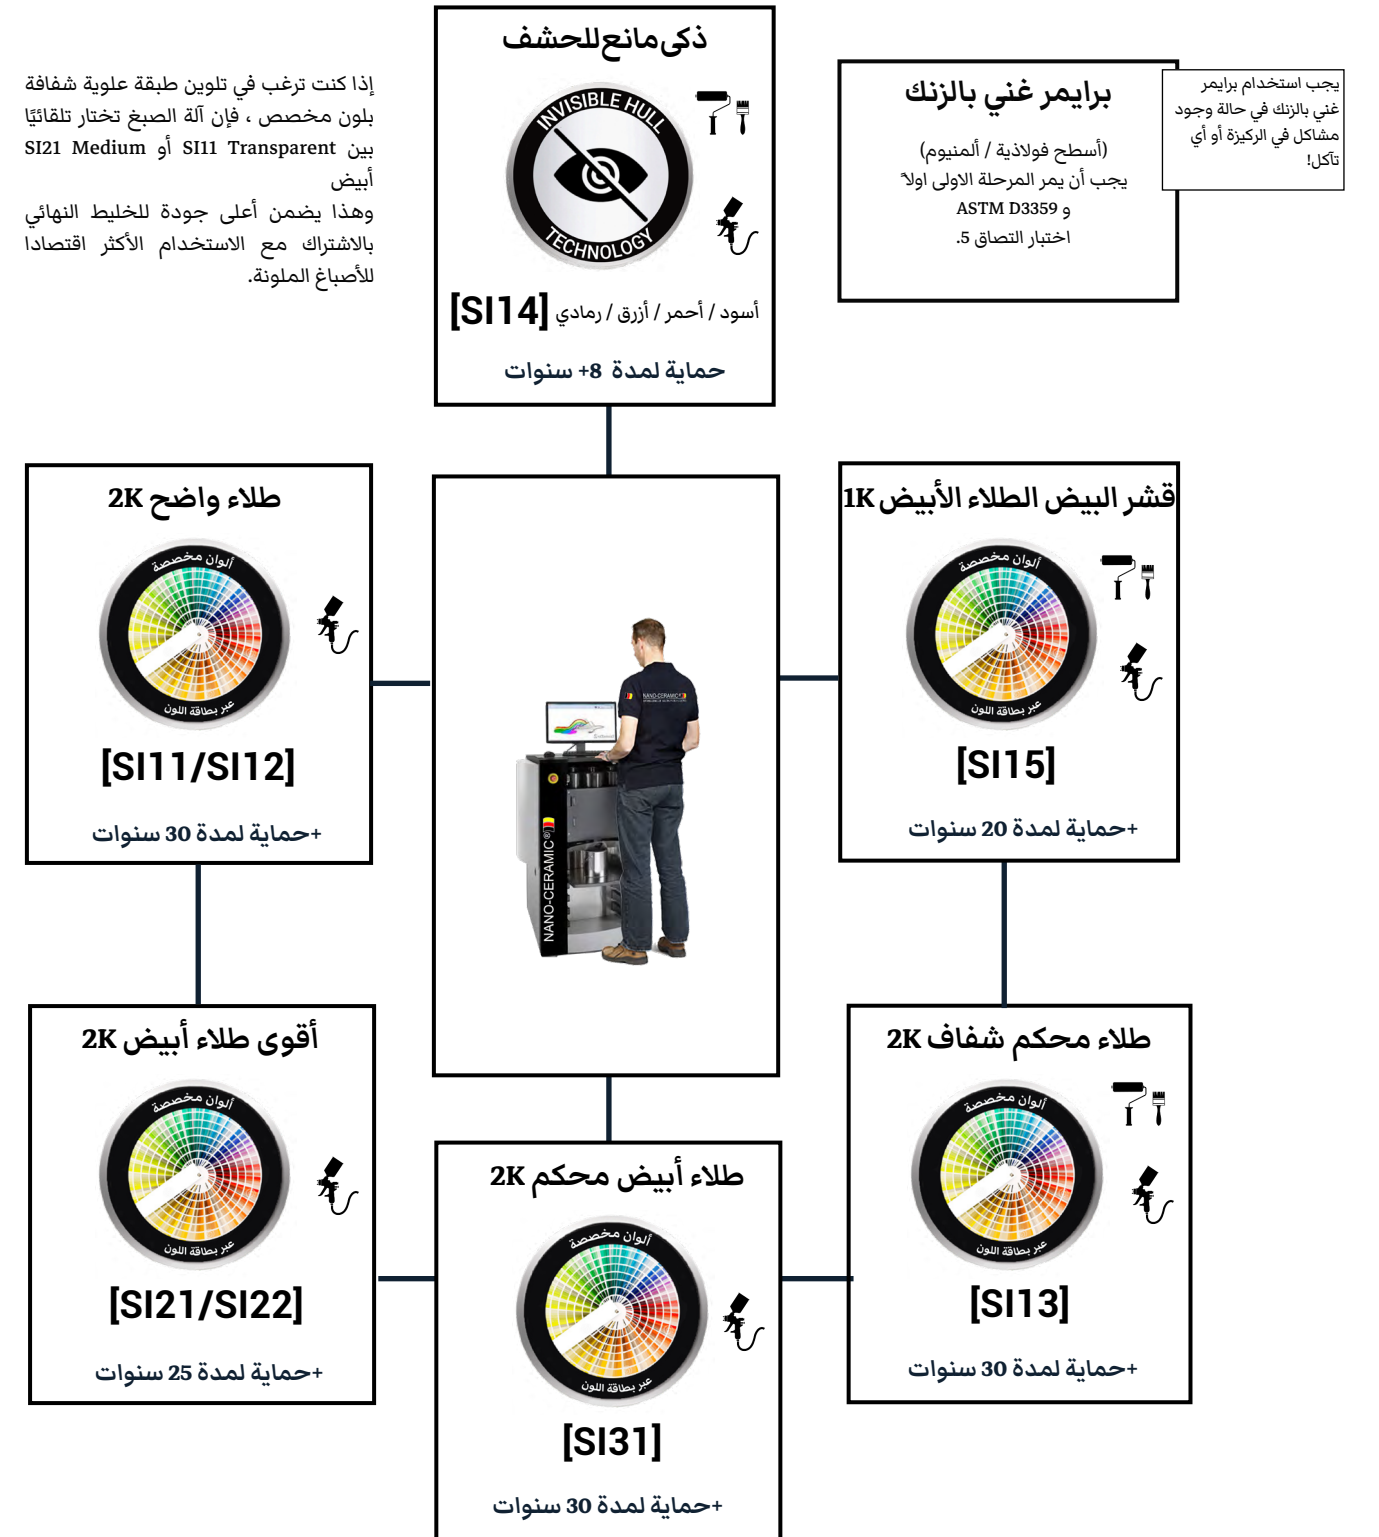 ذكي مانع للحشف
INVISIBLE HULL
TECHNOLOGY
أسود / أحمر / أزرق / رمادي [SI14]
حماية لمدة 8+ سنوات
برايمر غني بالزنك
(أسطح فولاذية / ألمنيوم)
يجب أن يمر المرحلة الاولى اولاً
و ASTM D3359
اختبار التصاق 5.
يجب استخدام برايمر
غني بالزنك في حالة وجود
مشاكل في الركيزة أو أي
تآكل!
إذا كنت ترغب في تلوين طبقة علوية شفافة
بلون مخصص ، فإن آلة الصبغ تختار تلقائيًا
بين SI11 Transparent أو SI21 Medium
أبيض
وهذا يضمن أعلى جودة للخليط النهائي
بالاشتراك مع الاستخدام الأكثر اقتصادا
للأصباغ الملونة.
قشر البيض الطلاء الأبيض 1K
ألوان مخصصة
عبر بطاقة اللون
[SI15]
+حماية لمدة 20 سنوات
NANO-CERAMIC®
NANO-CERAMIC®
طلاء واضح 2K
ألوان مخصصة
عبر بطاقة اللون
[SI11/SI12]
+حماية لمدة 30 سنوات
طلاء محكم شفاف 2K
ألوان مخصصة
عبر بطاقة اللون
[SI13]
+حماية لمدة 30 سنوات
طلاء أبيض محكم 2K
ألوان مخصصة
عبر بطاقة اللون
[SI31]
+حماية لمدة 30 سنوات
أقوى طلاء أبيض 2K
ألوان مخصصة
عبر بطاقة اللون
[SI21/SI22]
+حماية لمدة 25 سنوات